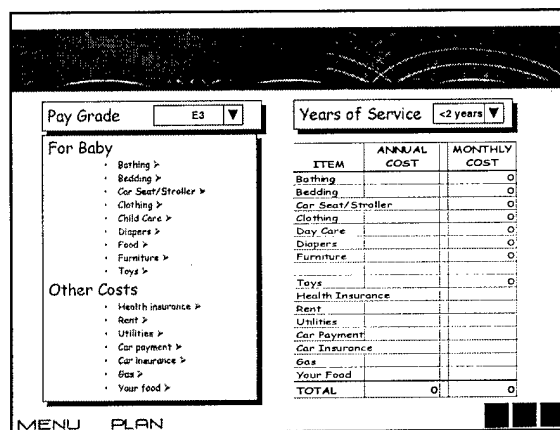 Pay Grade E3
For Baby
Bathing >
Bedding >
Car Seat/Stroller >
Clothing >
Child Care >
Diapers >
Food >
Furniture >
Toys >
Other Costs
Health insurance >
Rent >
Utilities >
Car payment >
Car Insurance >
Gas >
Your food >
Years of Service <2 years
ITEM ANNUAL COST MONTHLY COST
Bathing 0
Bedding 0
Car Seat/Stroller 0
Clothing 0
Day Care 0
Diapers 0
Furniture 0
Toys 0
Health Insurance
Rent
Utilities
Car Payment
Car Insurance
Gas
Your Food
TOTAL 0 0
MENU PLAN